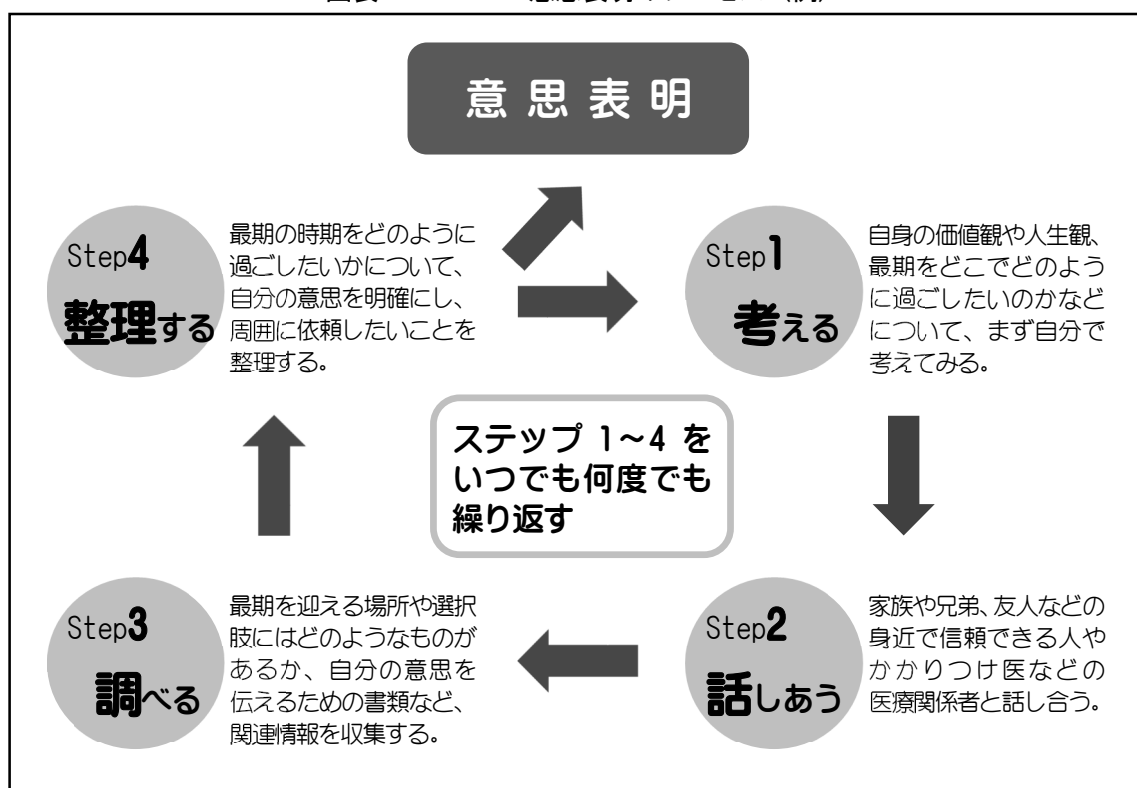 意思表明
Step4
整理する
最期の時期をどのように
過ごしたいかについて、
自分の意思を明確にし、
周囲に依頼したいことを
整理する。
Step1
考える
自身の価値観や人生観、
最期をどこでどのよう
に過ごしたいのかなど
について、まず自分で
考えてみる。
ステップ 1~4 を
いつでも何度でも
繰り返す
Step3
調べる
最期を迎える場所や選択
肢にはどのようなものが
あるか、自分の意思を
伝えるための書類など、
関連情報を収集する。
Step2
話しあう
家族や兄弟、友人などの
身近で信頼できる人や
かかりつけ医などの
医療関係者と話し合う。